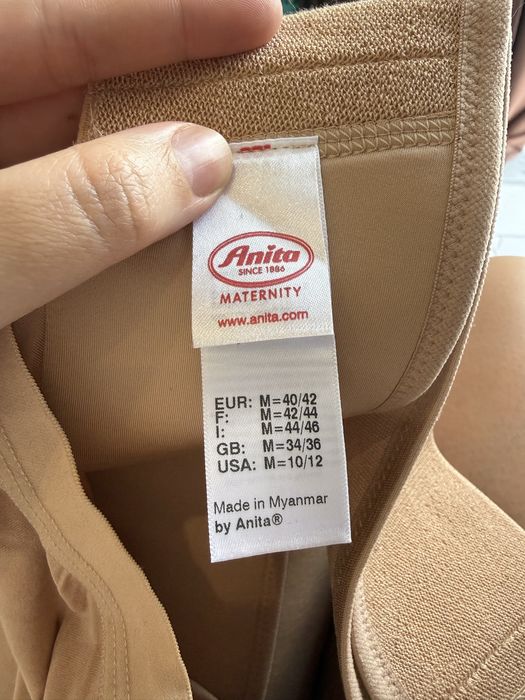 Anita
SINCE 1886
MATERNITY
www.anita.com
EUR: M=40/42
F: M=42/44
I: M=44/46
GB: M=34/36
USA: M=10/12
Made in Myanmar
by Anita®